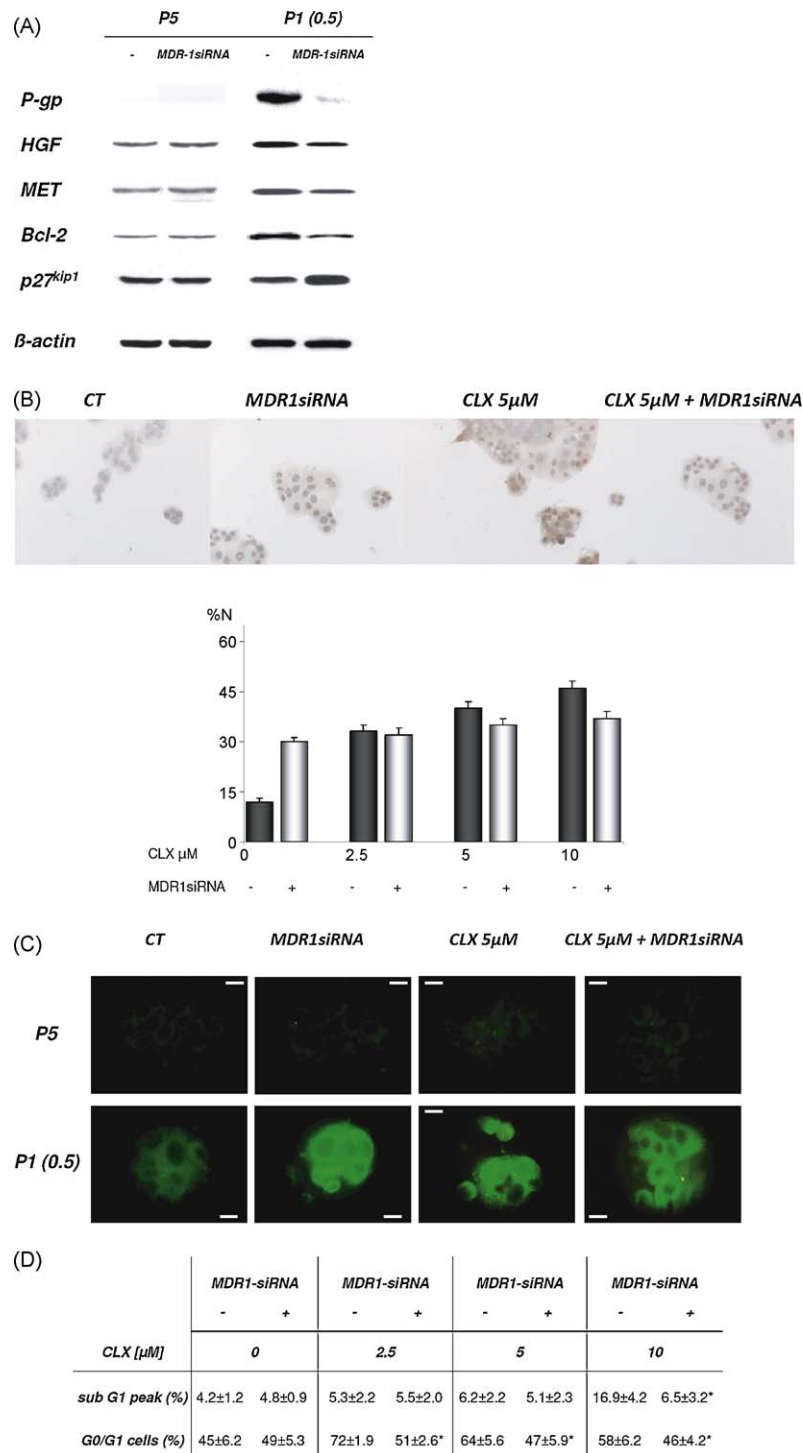 (A)
P5 P1 (0.5)
- MDR-1siRNA - MDR-1siRNA
P-gp
HGF
MET
Bcl-2
p27kip1
ß-actin
(B)
CT MDR1siRNA CLX 5µM CLX 5µM + MDR1siRNA
%N
60
45
30
15
0
CLX µM 0 2.5 5 10
MDR1siRNA - + - + - + - +
(C)
CT MDR1siRNA CLX 5µM CLX 5µM + MDR1siRNA
P5
P1 (0.5)
(D)
MDR1-siRNA MDR1-siRNA MDR1-siRNA MDR1-siRNA
- + - + - + - +
CLX [µM] 0 2.5 5 10
sub G1 peak (%) 4.2±1.2 4.8±0.9 5.3±2.2 5.5±2.0 6.2±2.2 5.1±2.3 16.9±4.2 6.5±3.2*
G0/G1 cells (%) 45±6.2 49±5.3 72±1.9 51±2.6* 64±5.6 47±5.9* 58±6.2 46±4.2*